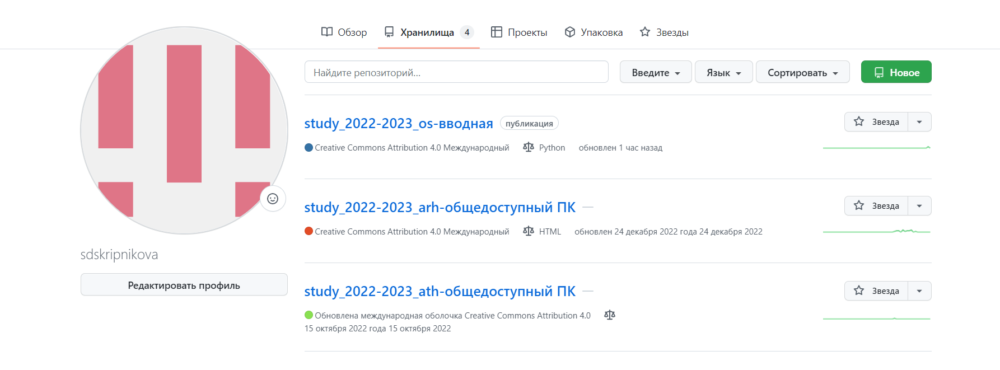 Обзор Хранилища 4 Проекты Упаковка Звезды
Найдите репозиторий... Введите Язык Сортировать Новое
study_2022-2023_os-вводная публикация Звезда
Creative Commons Attribution 4.0 Международный Python обновлен 1 час назад
study_2022-2023_arh-общедоступный ПК Звезда
Creative Commons Attribution 4.0 Международный HTML обновлен 24 декабря 2022 года 24 декабря 2022
sdskripnikova
Редактировать профиль
study_2022-2023_ath-общедоступный ПК Звезда
Обновлена международная оболочка Creative Commons Attribution 4.0
15 октября 2022 года 15 октября 2022